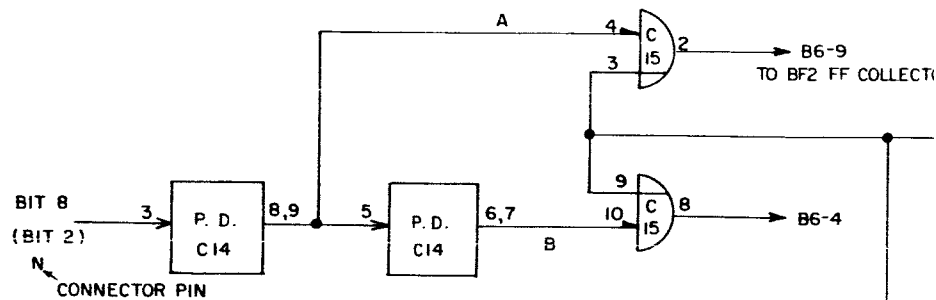 A
4
C
15
2
B6-9
3
TO BF2 FF COLLECTO
BIT 8
(BIT 2)
N
CONNECTOR PIN
3
P. D.
C14
8,9
5
P. D.
C14
6,7
B
9
10
C
15
8
B6-4